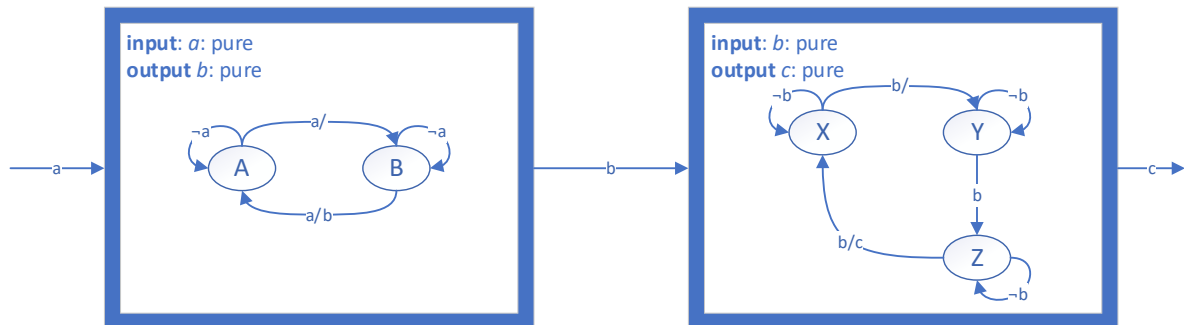 input: a: pure
output b: pure
¬a
a/
¬a
A
B
a/b
a
b
input: b: pure
output c: pure
¬b
b/
¬b
X
Y
b
b/c
Z
¬b
c